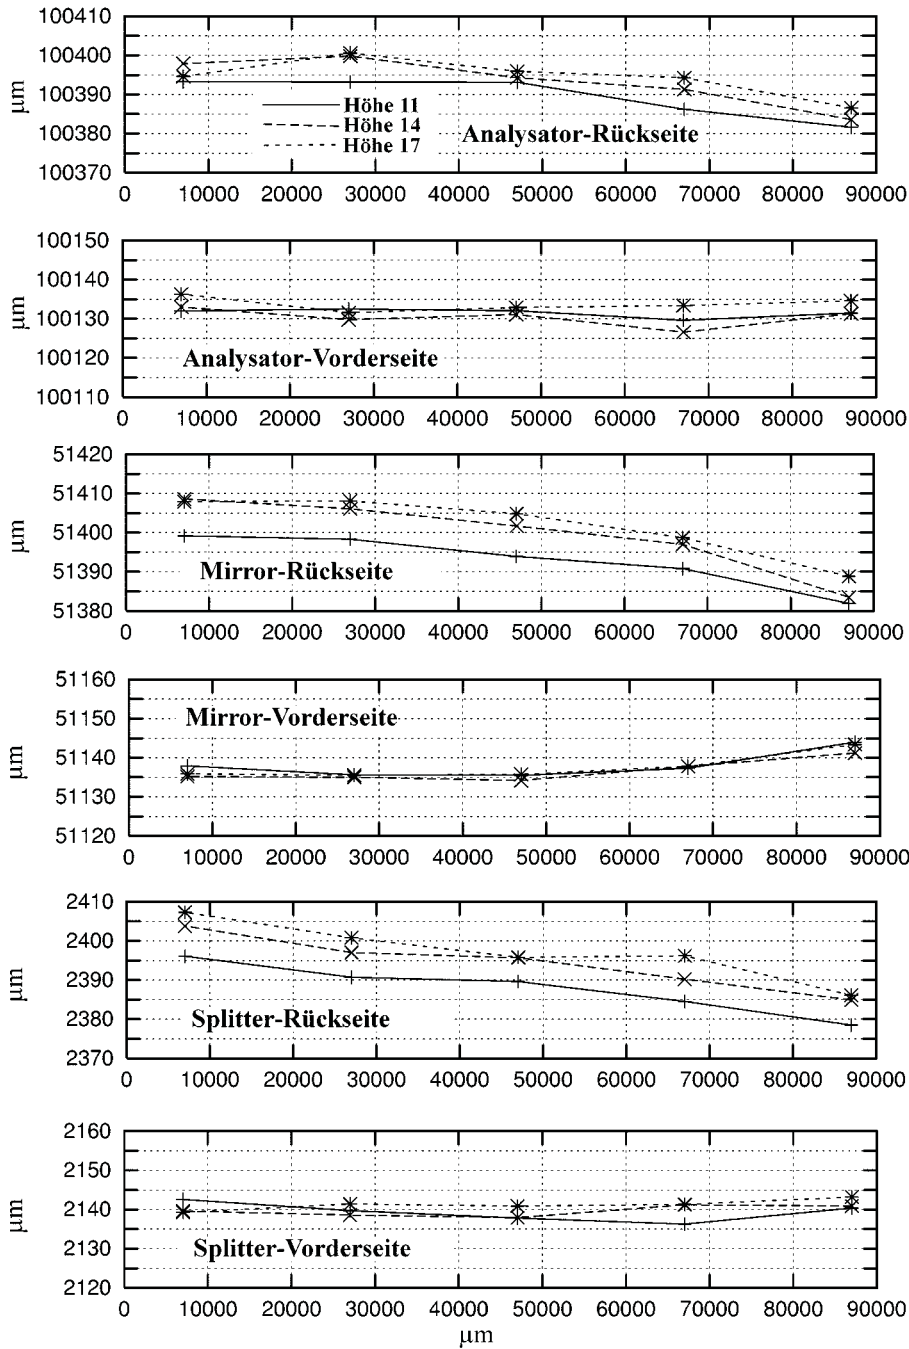 100410
100400
100390
100380
100370
μm
Höhe 11
Höhe 14
Höhe 17
Analysator-Rückseite
0 10000 20000 30000 40000 50000 60000 70000 80000 90000
100150
100140
100130
100120
100110
μm
Analysator-Vorderseite
0 10000 20000 30000 40000 50000 60000 70000 80000 90000
51420
51410
51400
51390
51380
μm
Mirror-Rückseite
0 10000 20000 30000 40000 50000 60000 70000 80000 90000
51160
51150
51140
51130
51120
μm
Mirror-Vorderseite
0 10000 20000 30000 40000 50000 60000 70000 80000 90000
2410
2400
2390
2380
2370
μm
Splitter-Rückseite
0 10000 20000 30000 40000 50000 60000 70000 80000 90000
2160
2150
2140
2130
2120
μm
Splitter-Vorderseite
0 10000 20000 30000 40000 50000 60000 70000 80000 90000
μm